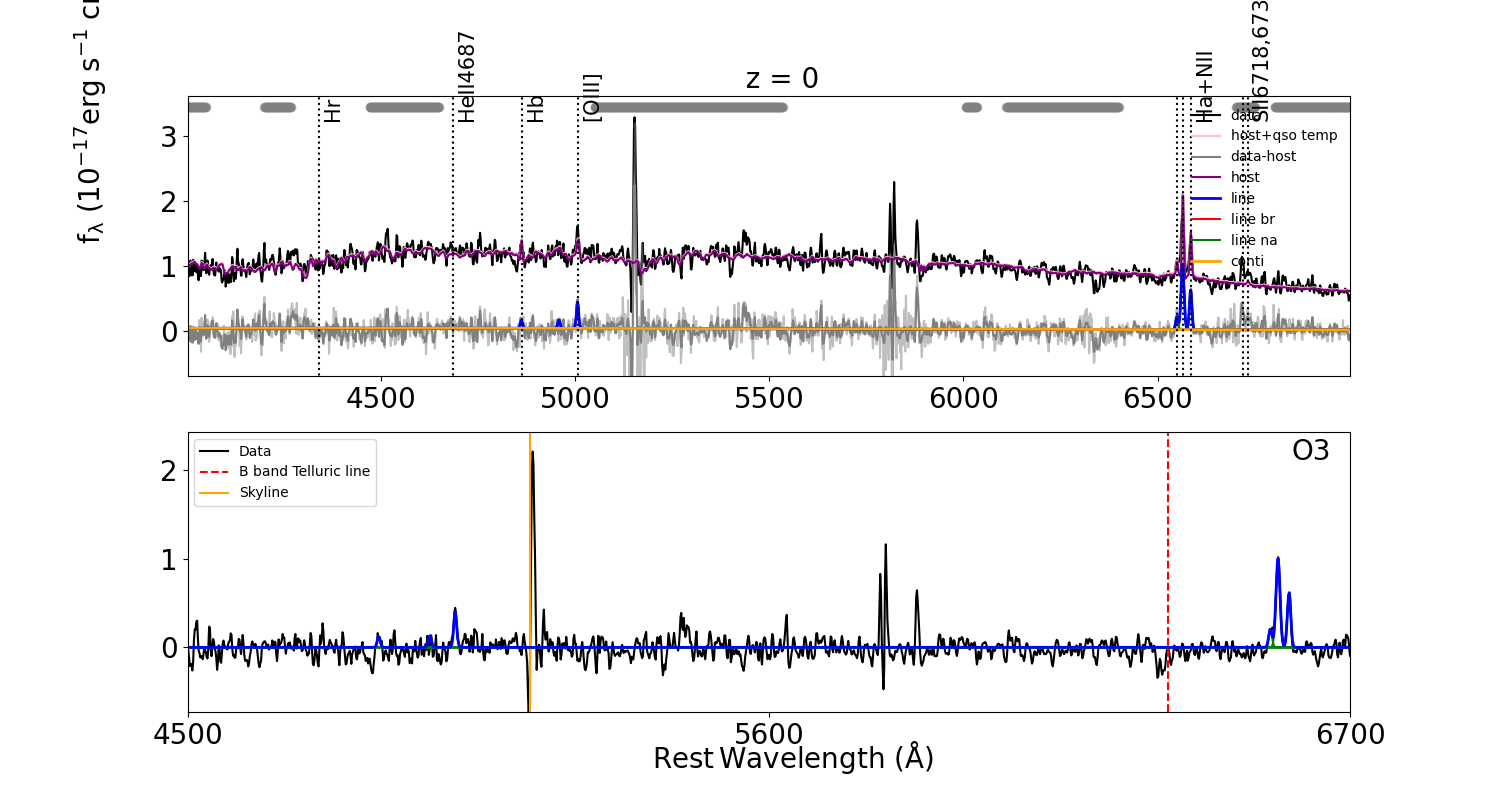 z = 0
f_λ (10⁻¹⁷erg s⁻¹ c
Hr
HeII4687
Hb
[OIII]
Ha+NII
SII6718,673
data
host+qso temp
data-host
host
line
line br
line na
conti
3
2
1
0
4500 5000 5500 6000 6500
Data
B band Telluric line
Skyline
O3
2
1
0
4500 5600 6700
Rest Wavelength (Å)